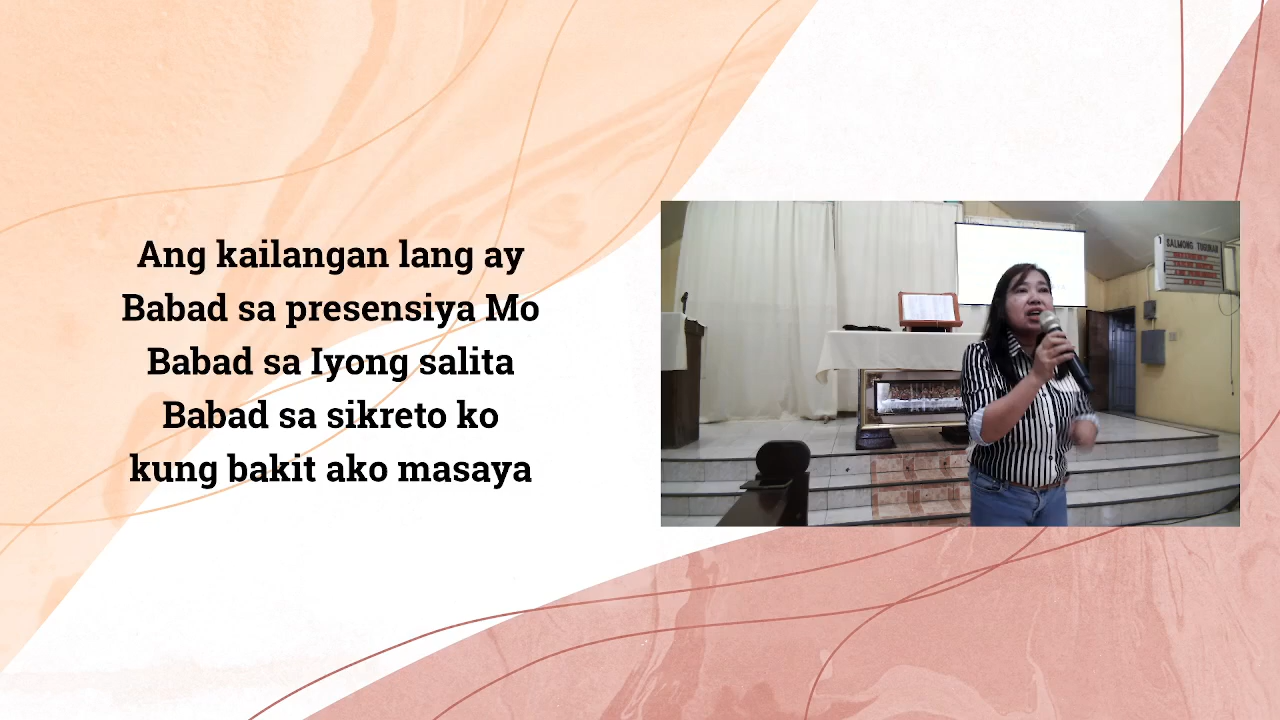 Ang kailangan lang ay
Babad sa presensiya Mo
Babad sa Iyong salita
Babad sa sikreto ko
kung bakit ako masaya
SALMONG TUGUNAN